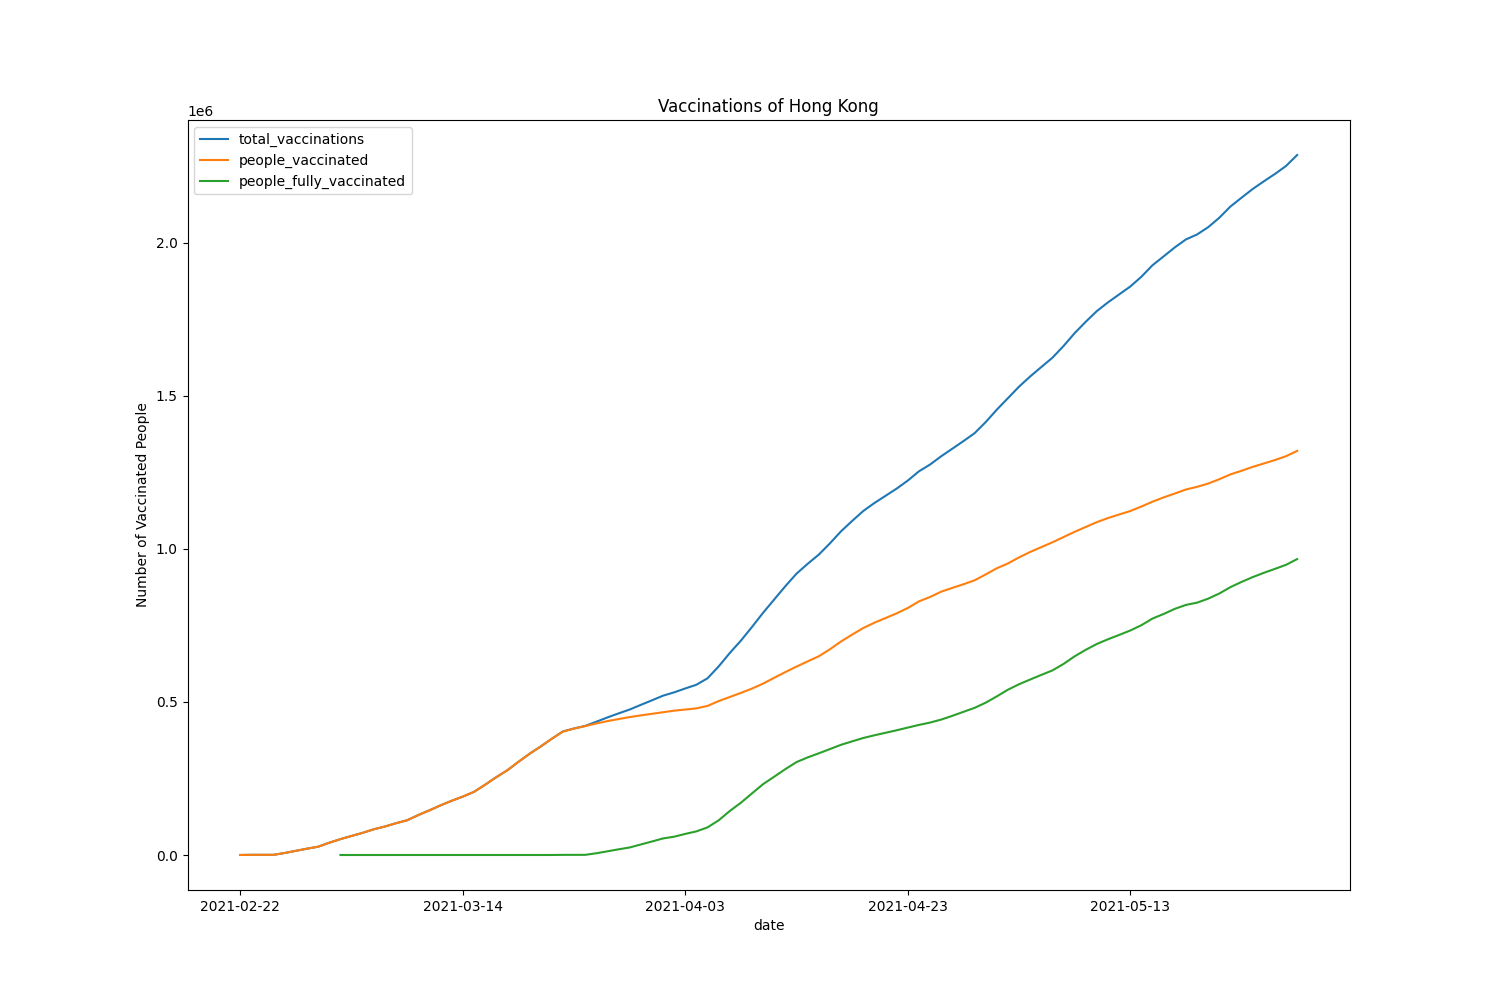 Vaccinations of Hong Kong
1e6
total_vaccinations
people_vaccinated
people_fully_vaccinated
2.0
1.5
1.0
0.5
0.0
Number of Vaccinated People
2021-02-22
2021-03-14
2021-04-03
2021-04-23
2021-05-13
date